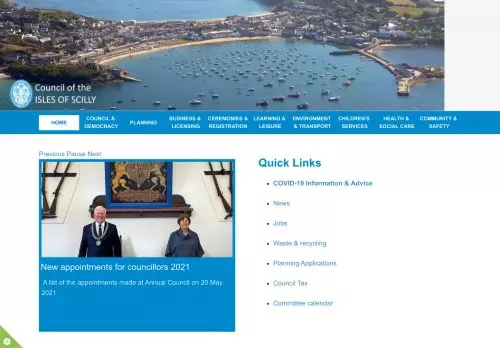 Council of the
ISLES OF SCILLY
HOME
COUNCIL &
DEMOCRACY
PLANNING
BUSINESS &
LICENSING
CEREMONIES &
REGISTRATION
LEARNING &
LEISURE
ENVIRONMENT
& TRANSPORT
CHILDREN'S
SERVICES
HEALTH &
SOCIAL CARE
COMMUNITY &
SAFETY
Previous Pause Next
New appointments for councillors 2021
A list of the appointments made at Annual Council on 20 May
2021
Quick Links
COVID-19 Information & Advice
News
Jobs
Waste & recycling
Planning Applications
Council Tax
Committee calendar